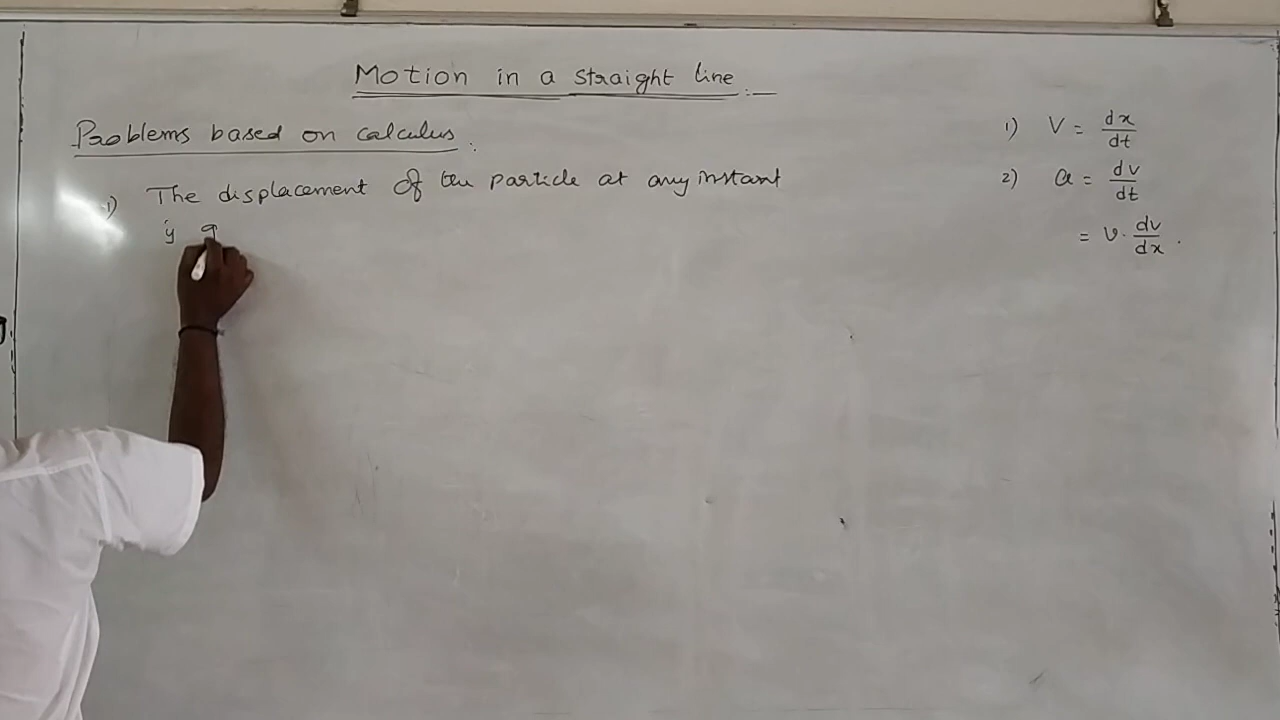 Motion in a straight line :-
Problems based on calculus :
1) The displacement of the particle at any instant
is g
1) V = dx/dt
2) a = dv/dt
= v · dv/dx .